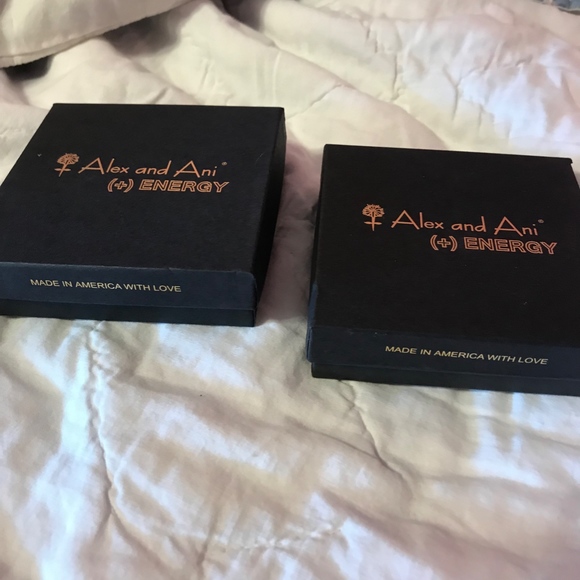 Alex and Ani®
(+) ENERGY
MADE IN AMERICA WITH LOVE
Alex and Ani®
(+) ENERGY
MADE IN AMERICA WITH LOVE